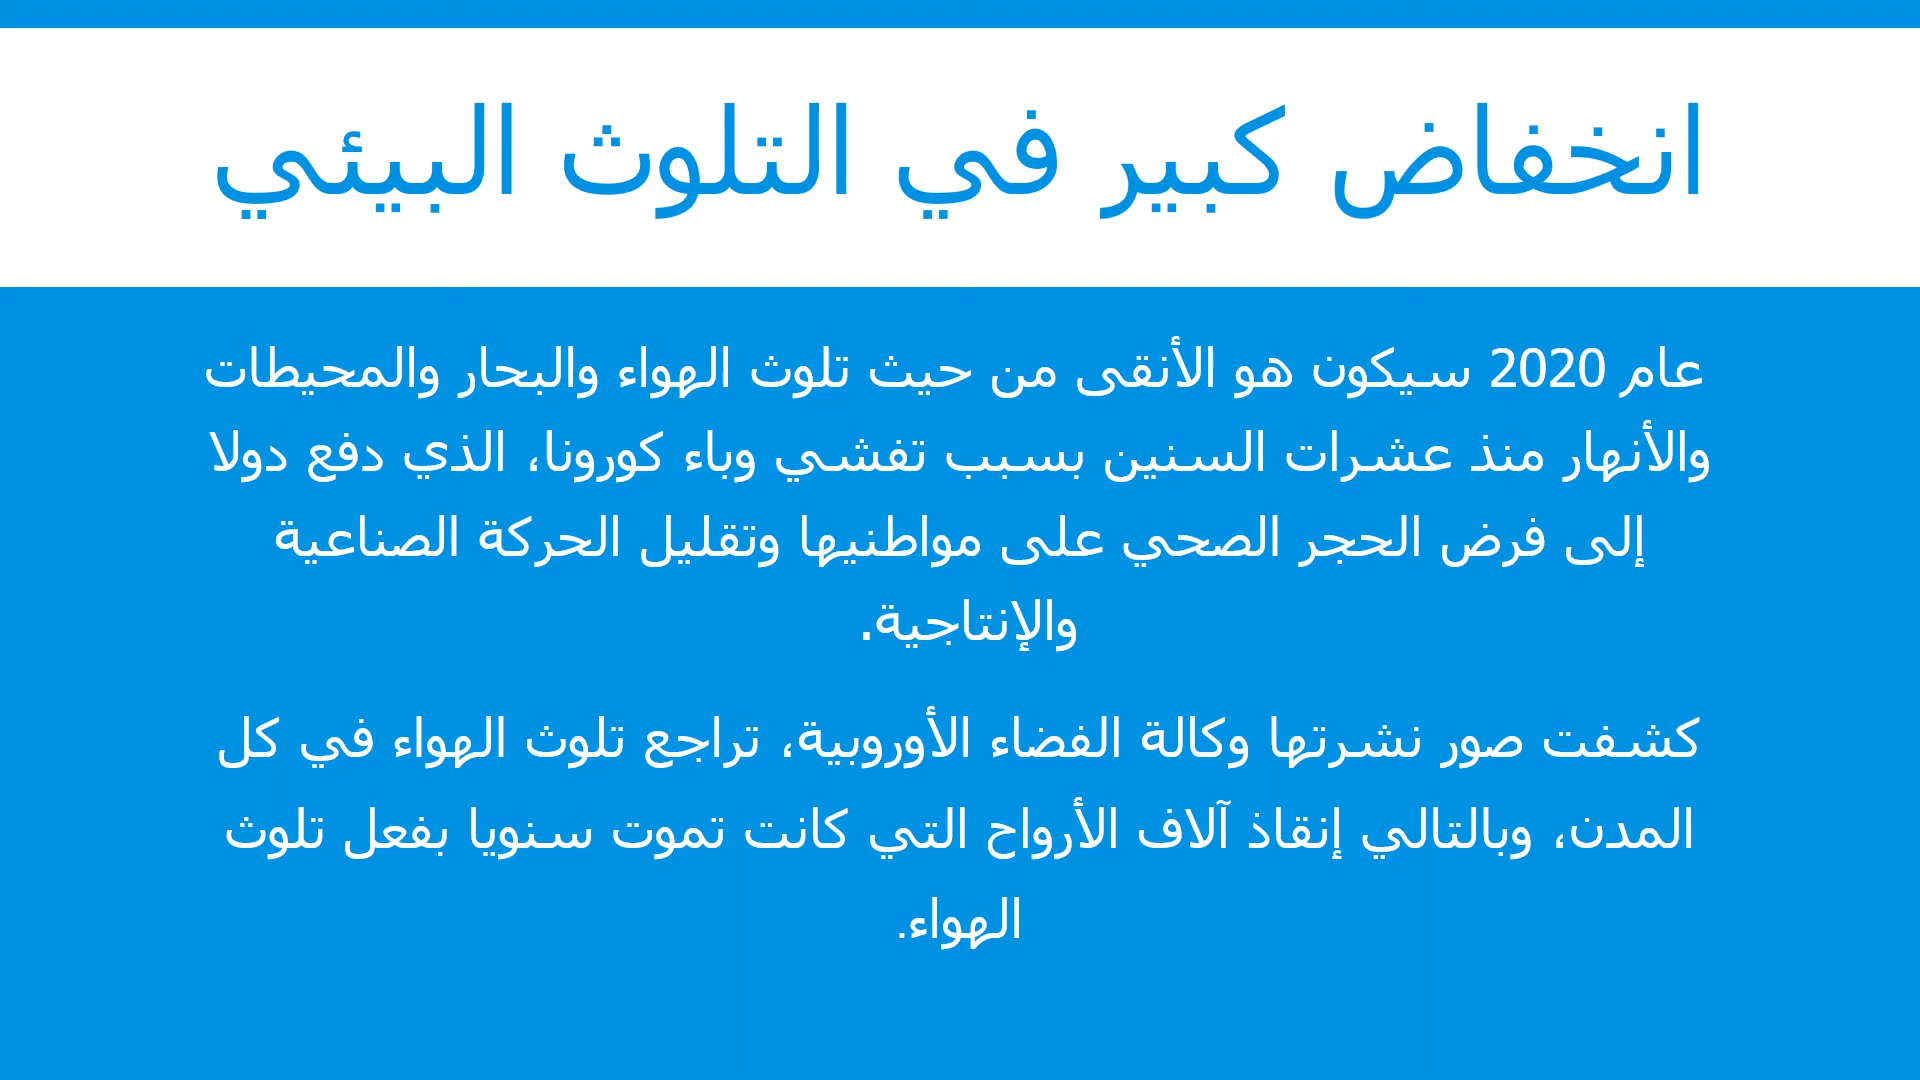 انخفاض كبير في التلوث البيئي
عام 2020 سيكون هو الأنقى من حيث تلوث الهواء والبحار والمحيطات
والأنهار منذ عشرات السنين بسبب تفشي وباء كورونا، الذي دفع دولا
إلى فرض الحجر الصحي على مواطنيها وتقليل الحركة الصناعية
والإنتاجية.
كشفت صور نشرتها وكالة الفضاء الأوروبية، تراجع تلوث الهواء في كل
المدن، وبالتالي إنقاذ آلاف الأرواح التي كانت تموت سنويا بفعل تلوث
الهواء.